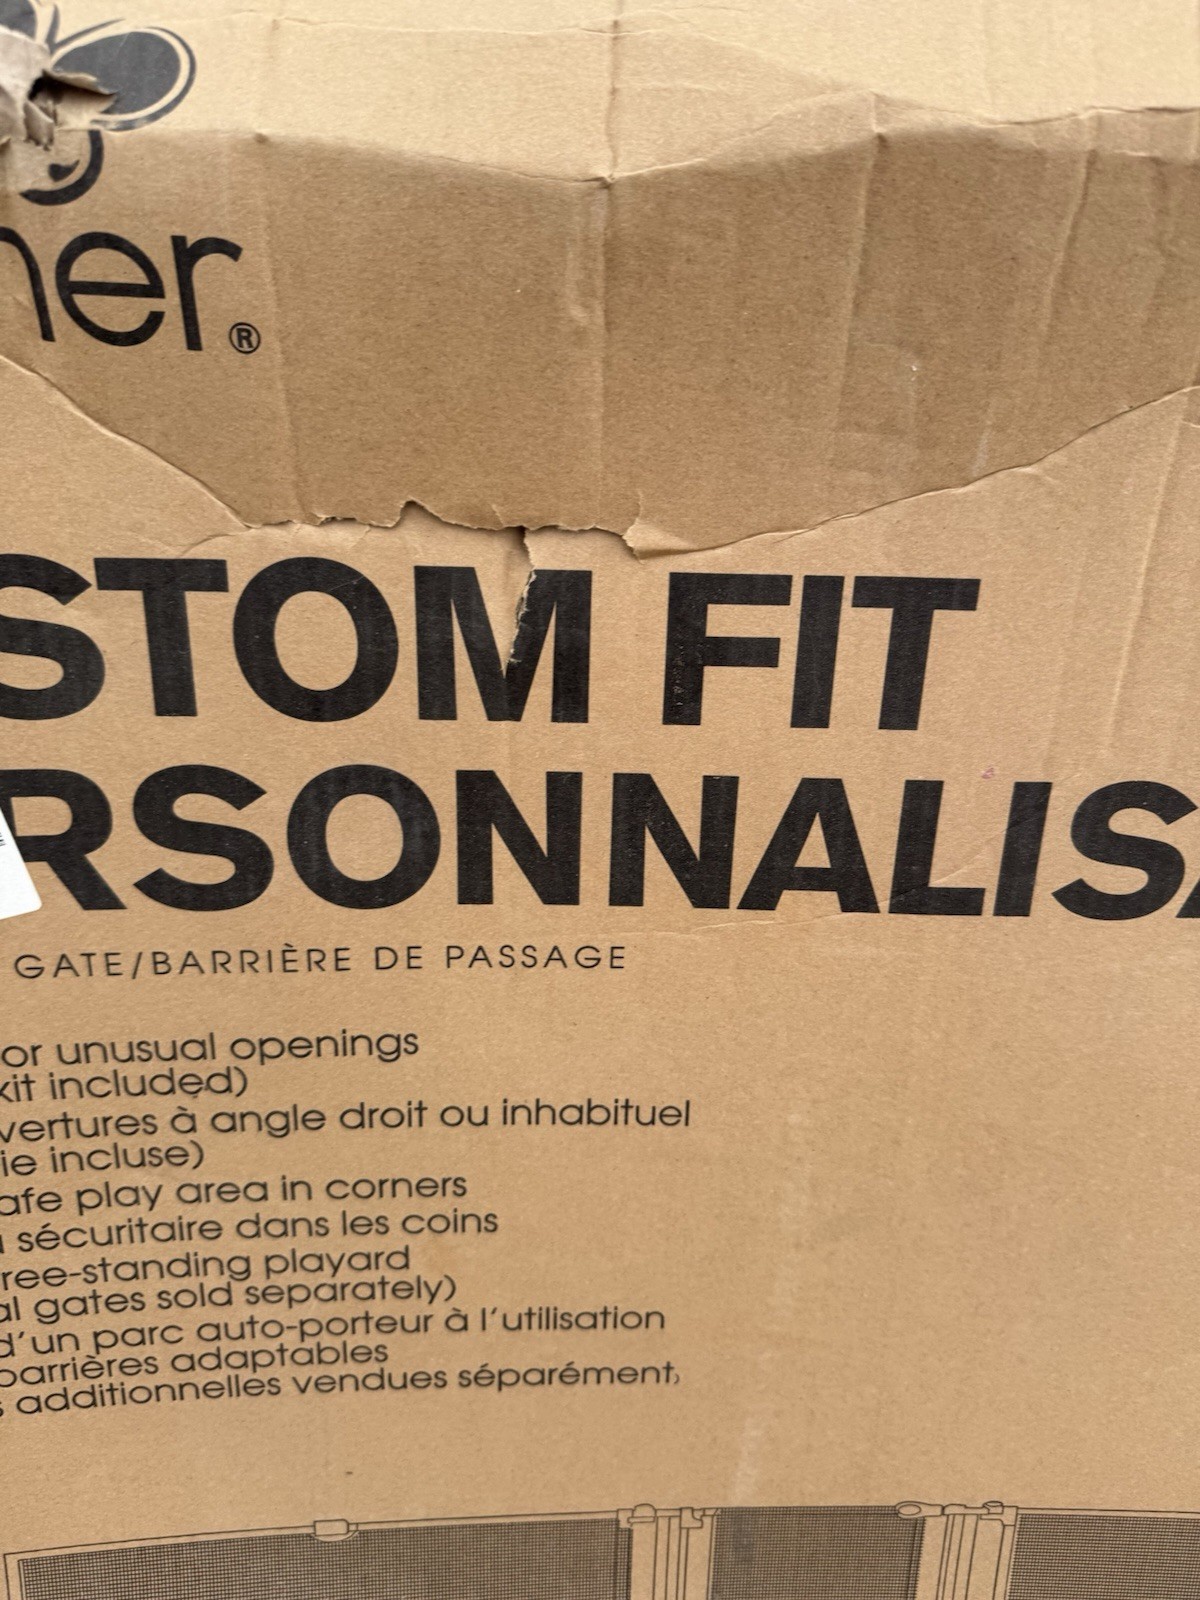 ner®
STOM FIT
RSONNALIS
GATE/BARRIÈRE DE PASSAGE
or unusual openings
kit included)
vertures à angle droit ou inhabituel
ie incluse)
afe play area in corners
sécuritaire dans les coins
ree-standing playard
al gates sold separately)
d'un parc auto-porteur à l'utilisation
barrières adaptables
s additionnelles vendues séparément,